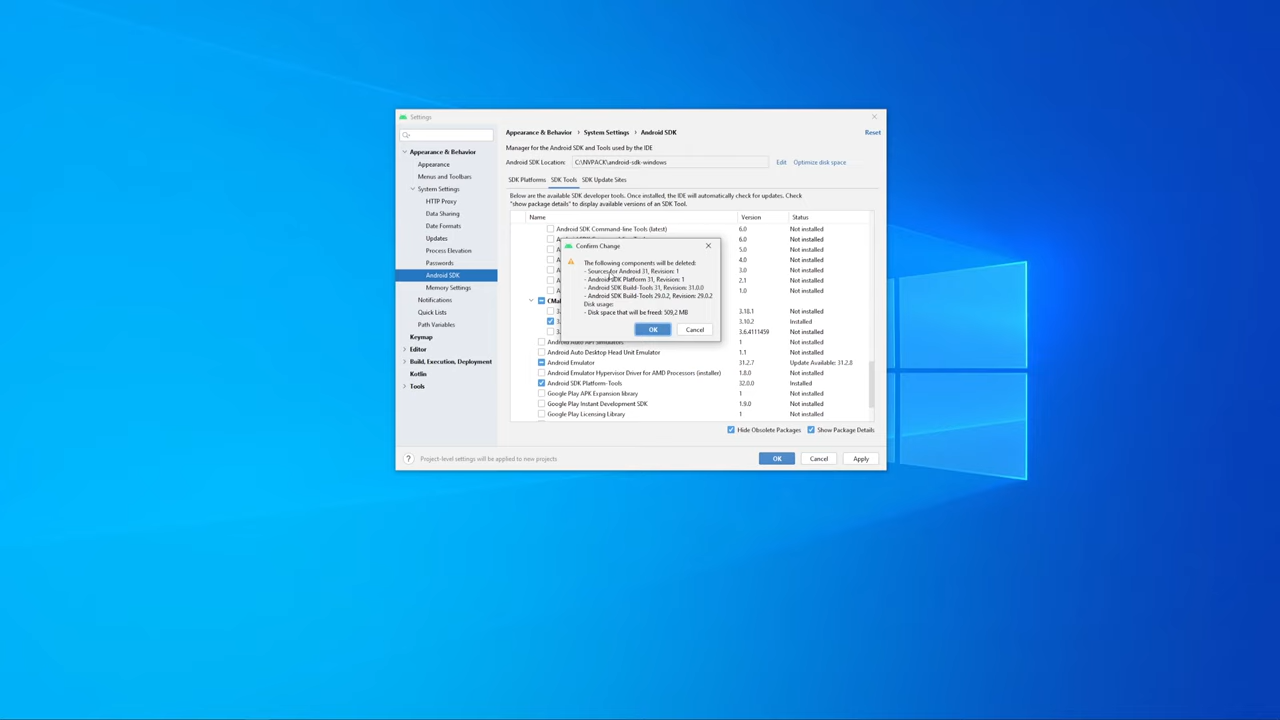 Settings
Appearance & Behavior
Appearance
Menus and Toolbars
System Settings
HTTP Proxy
Data Sharing
Date Formats
Updates
Process Elevation
Passwords
Android SDK
Memory Settings
Notifications
Quick Lists
Path Variables
Keymap
Editor
Build, Execution, Deployment
Kotlin
Tools
Appearance & Behavior › System Settings › Android SDK
Reset
Manager for the Android SDK and Tools used by the IDE
Android SDK Location: C:\NVPACK\android-sdk-windows Edit Optimize disk space
SDK Platforms SDK Tools SDK Update Sites
Below are the available SDK developer tools. Once installed, the IDE will automatically check for updates. Check
"show package details" to display available versions of an SDK Tool.
Name Version Status
Android SDK Command-line Tools (latest) 6.0 Not installed
6.0 Not installed
5.0 Not installed
4.0 Not installed
3.0 Not installed
2.1 Not installed
1.0 Not installed
3.18.1 Not installed
3.10.2 Installed
3.6.4111459 Not installed
Not installed
Android Auto Desktop Head Unit Emulator 1.1 Not installed
Android Emulator 31.2.7 Update Available: 31.2.8
Android Emulator Hypervisor Driver for AMD Processors (installer) 1.8.0 Not installed
Android SDK Platform-Tools 32.0.0 Installed
Google Play APK Expansion library 1 Not installed
Google Play Instant Development SDK 1.9.0 Not installed
Google Play Licensing Library 1 Not installed
Confirm Change
The following components will be deleted:
- Sources for Android 31, Revision: 1
- Android SDK Platform 31, Revision: 1
- Android SDK Build-Tools 31, Revision: 31.0.0
- Android SDK Build-Tools 29.0.2, Revision: 29.0.2
Disk usage:
- Disk space that will be freed: 509,2 MB
OK Cancel
Hide Obsolete Packages Show Package Details
? Project-level settings will be applied to new projects
OK Cancel Apply